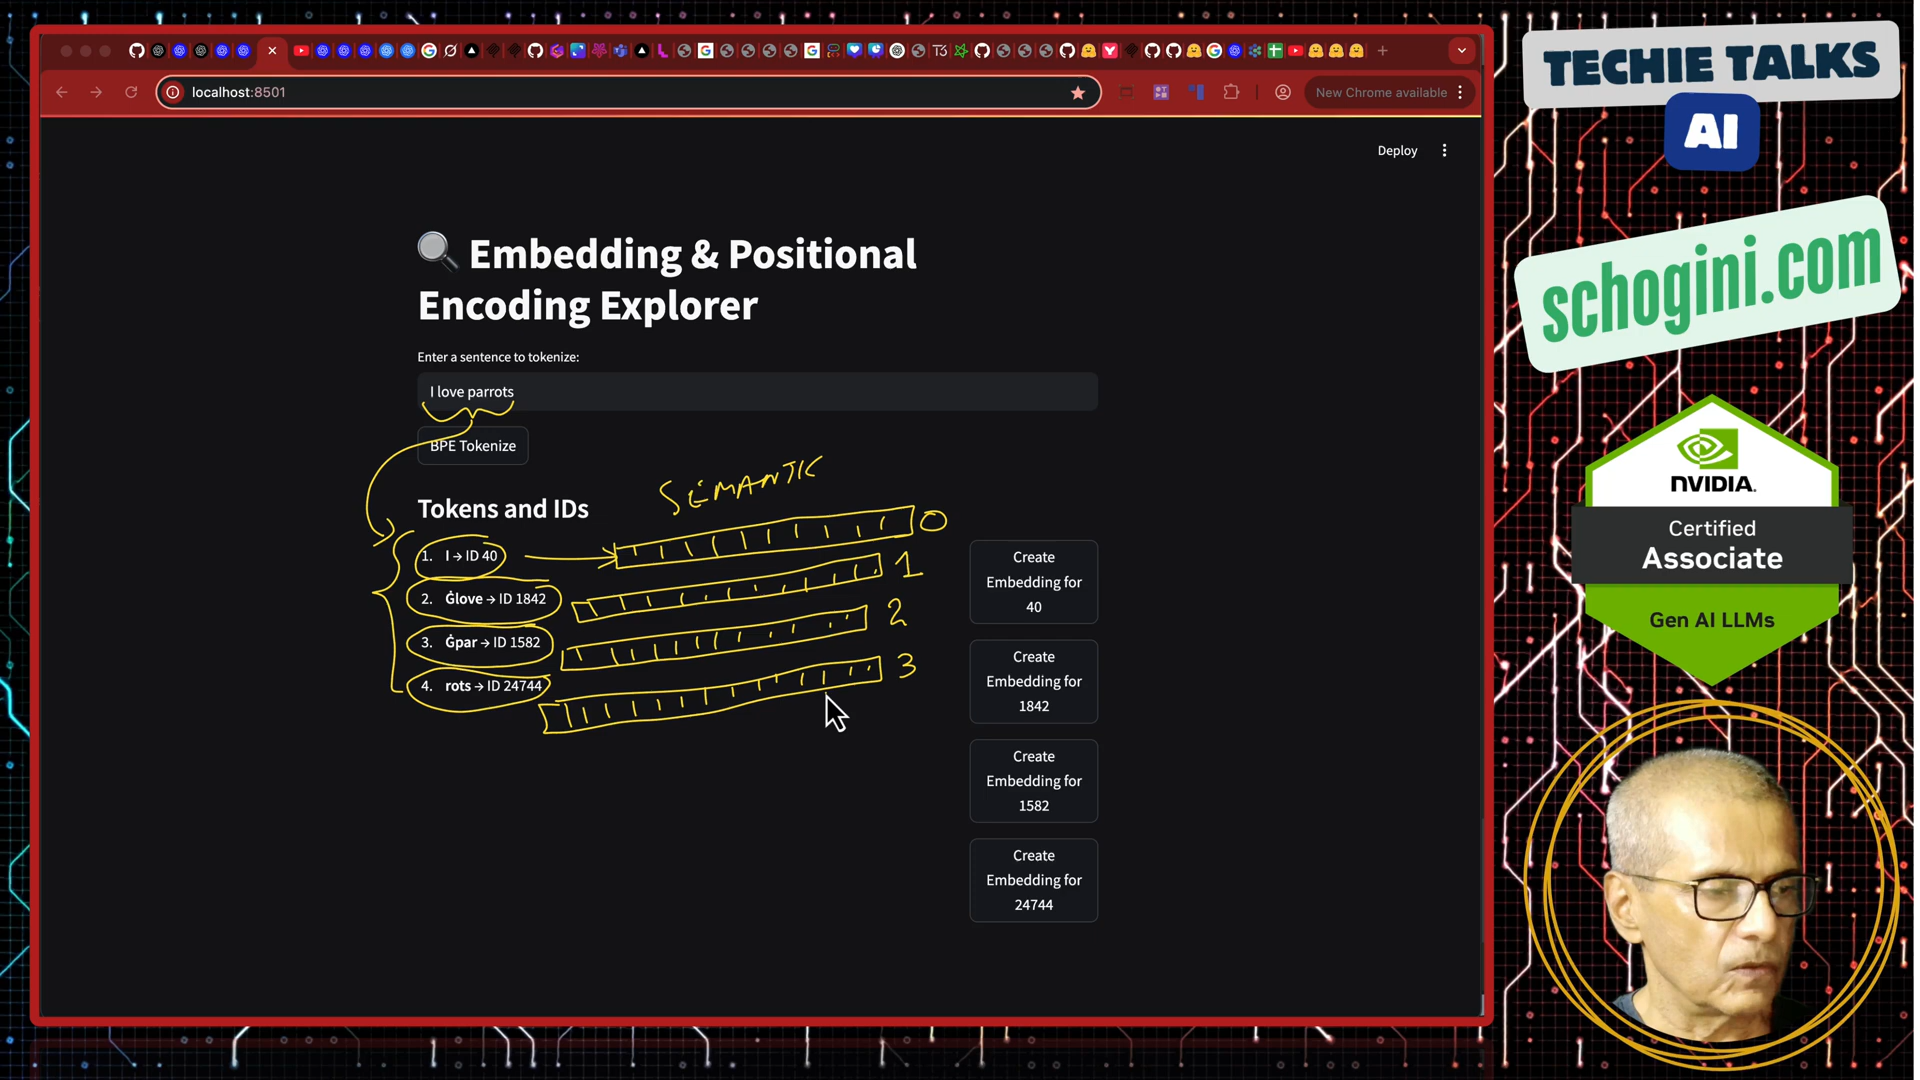 localhost:8501
New Chrome available
Deploy
Embedding & Positional
Encoding Explorer
Enter a sentence to tokenize:
I love parrots
BPE Tokenize
SEMANTIC
Tokens and IDs
1. I → ID 40
0
2. Ġlove → ID 1842
1
3. Ġpar → ID 1582
2
4. rots → ID 24744
3
Create
Embedding for
40
Create
Embedding for
1842
Create
Embedding for
1582
Create
Embedding for
24744
TECHIE TALKS
AI
schogini.com
NVIDIA.
Certified
Associate
Gen AI LLMs